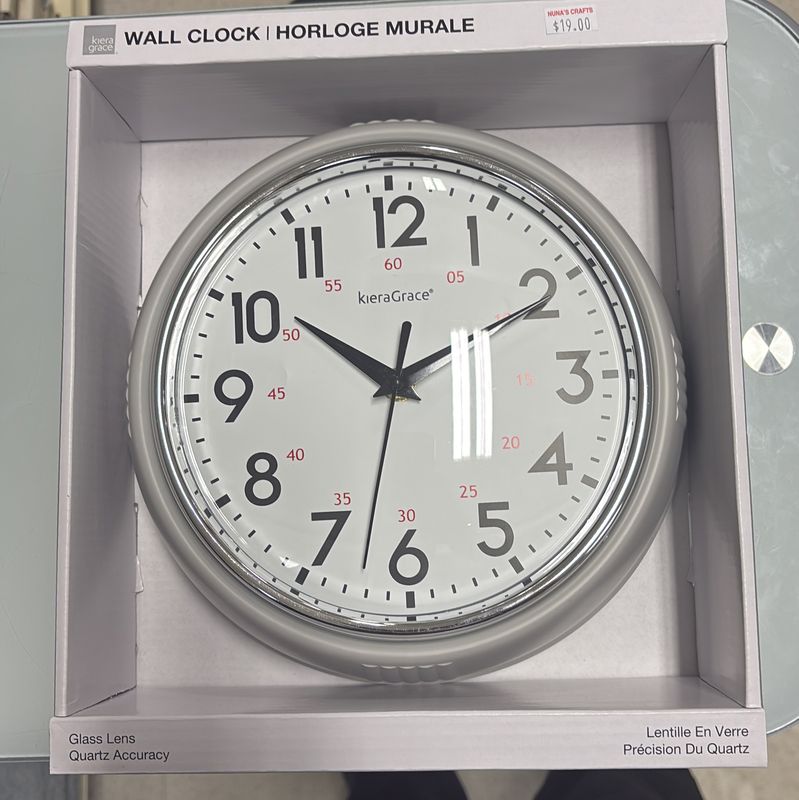 kiera
grace
WALL CLOCK | HORLOGE MURALE
NUNA'S CRAFTS
$19.00
12
11
1
60
55
05
kieraGrace®
10
2
50
10
9
3
45
15
8
4
40
20
35
25
7
5
30
6
Glass Lens
Quartz Accuracy
Lentille En Verre
Précision Du Quartz